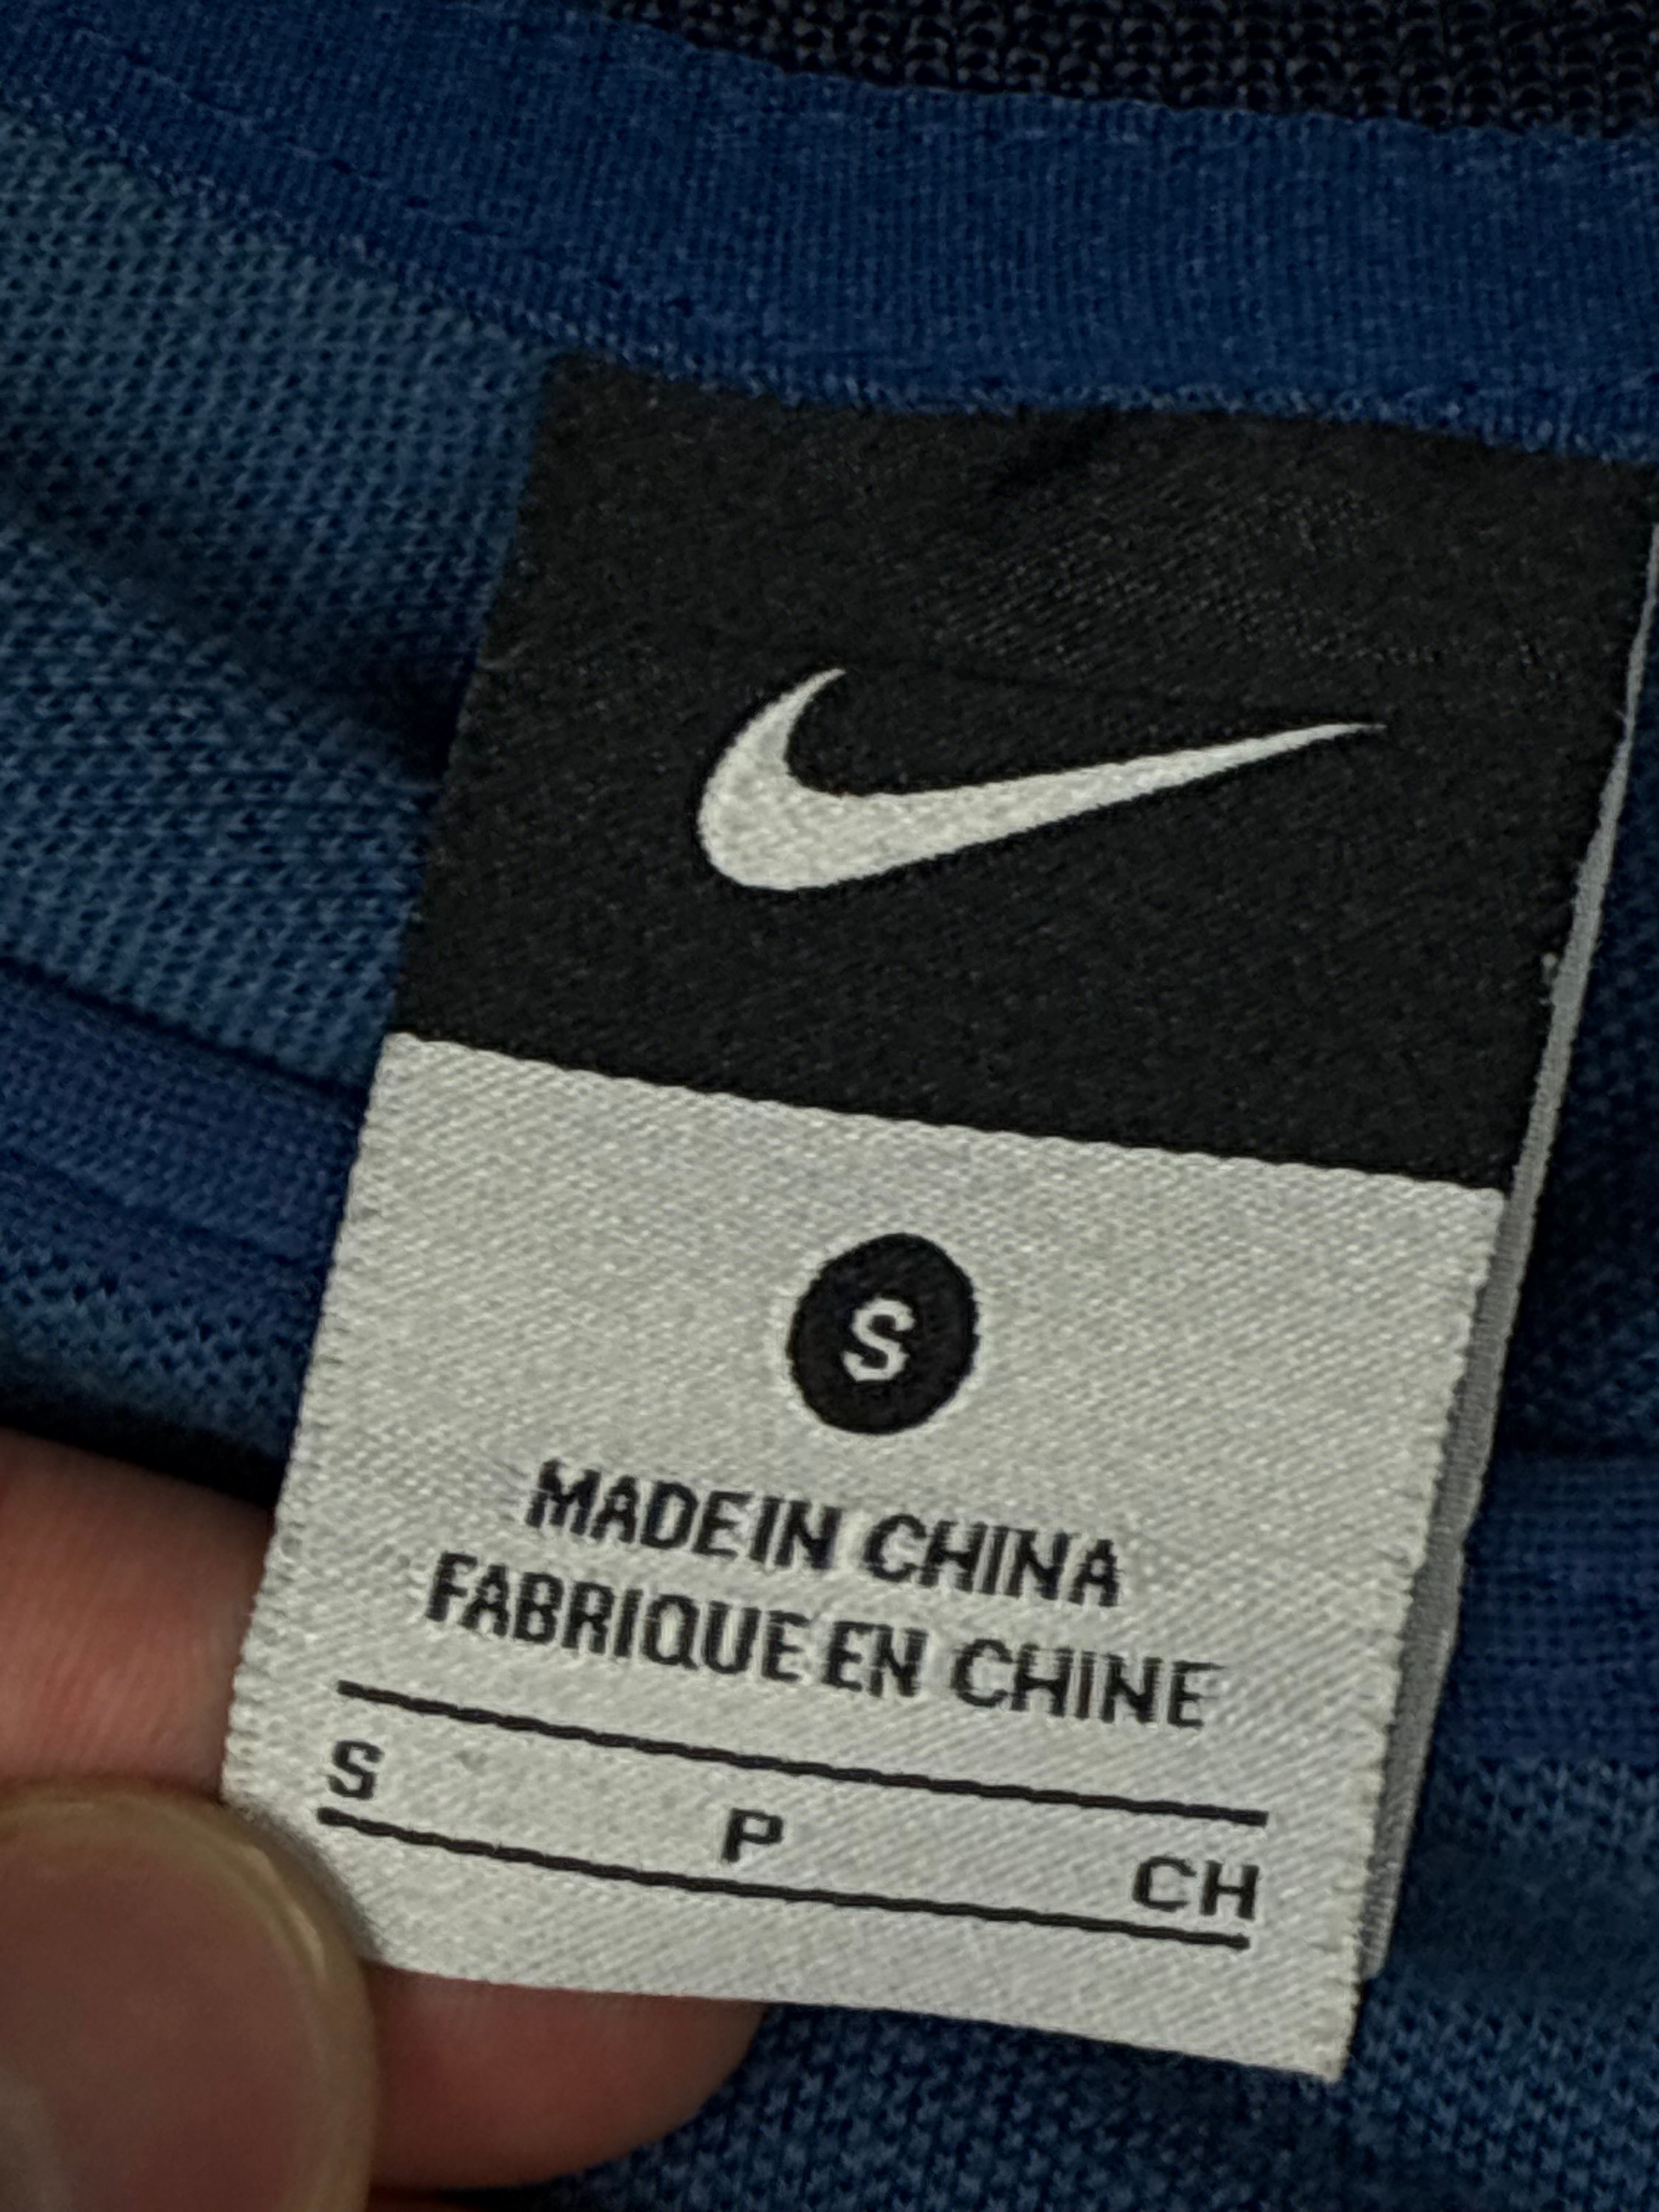 S
MADE IN CHINA
FABRIQUE EN CHINE
S P CH